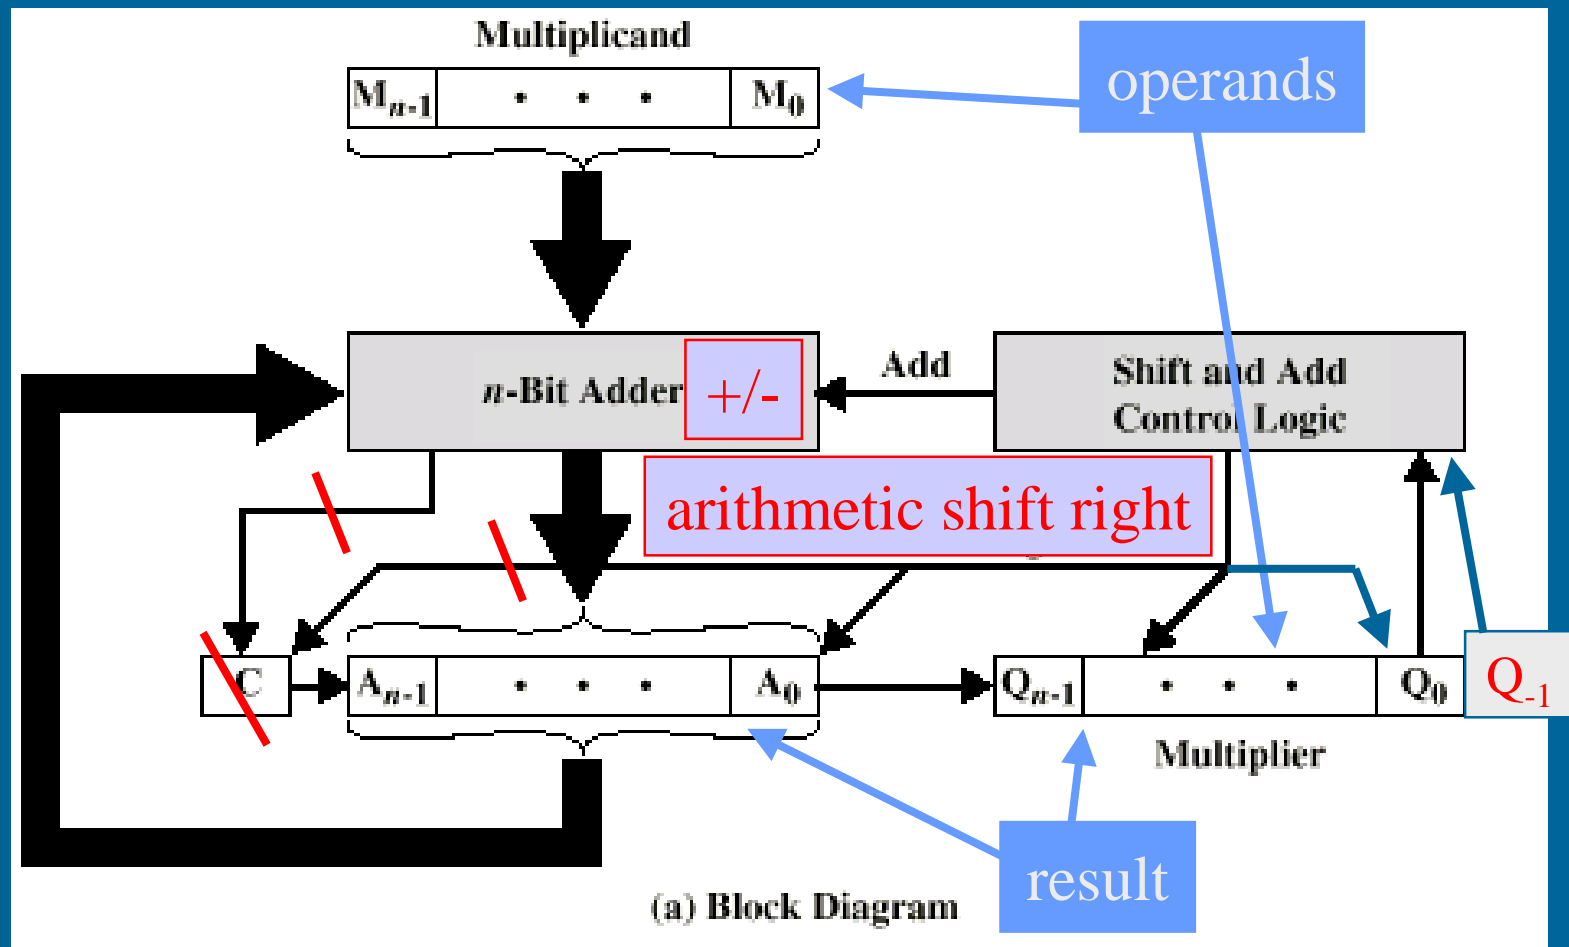 Multiplicand
operands
Mn-1 · · · M0
n-Bit Adder +/-
Add
Shift and Add
Control Logic
arithmetic shift right
C
An-1 · · · A0
Qn-1 · · · Q0
Q-1
Multiplier
result
(a) Block Diagram